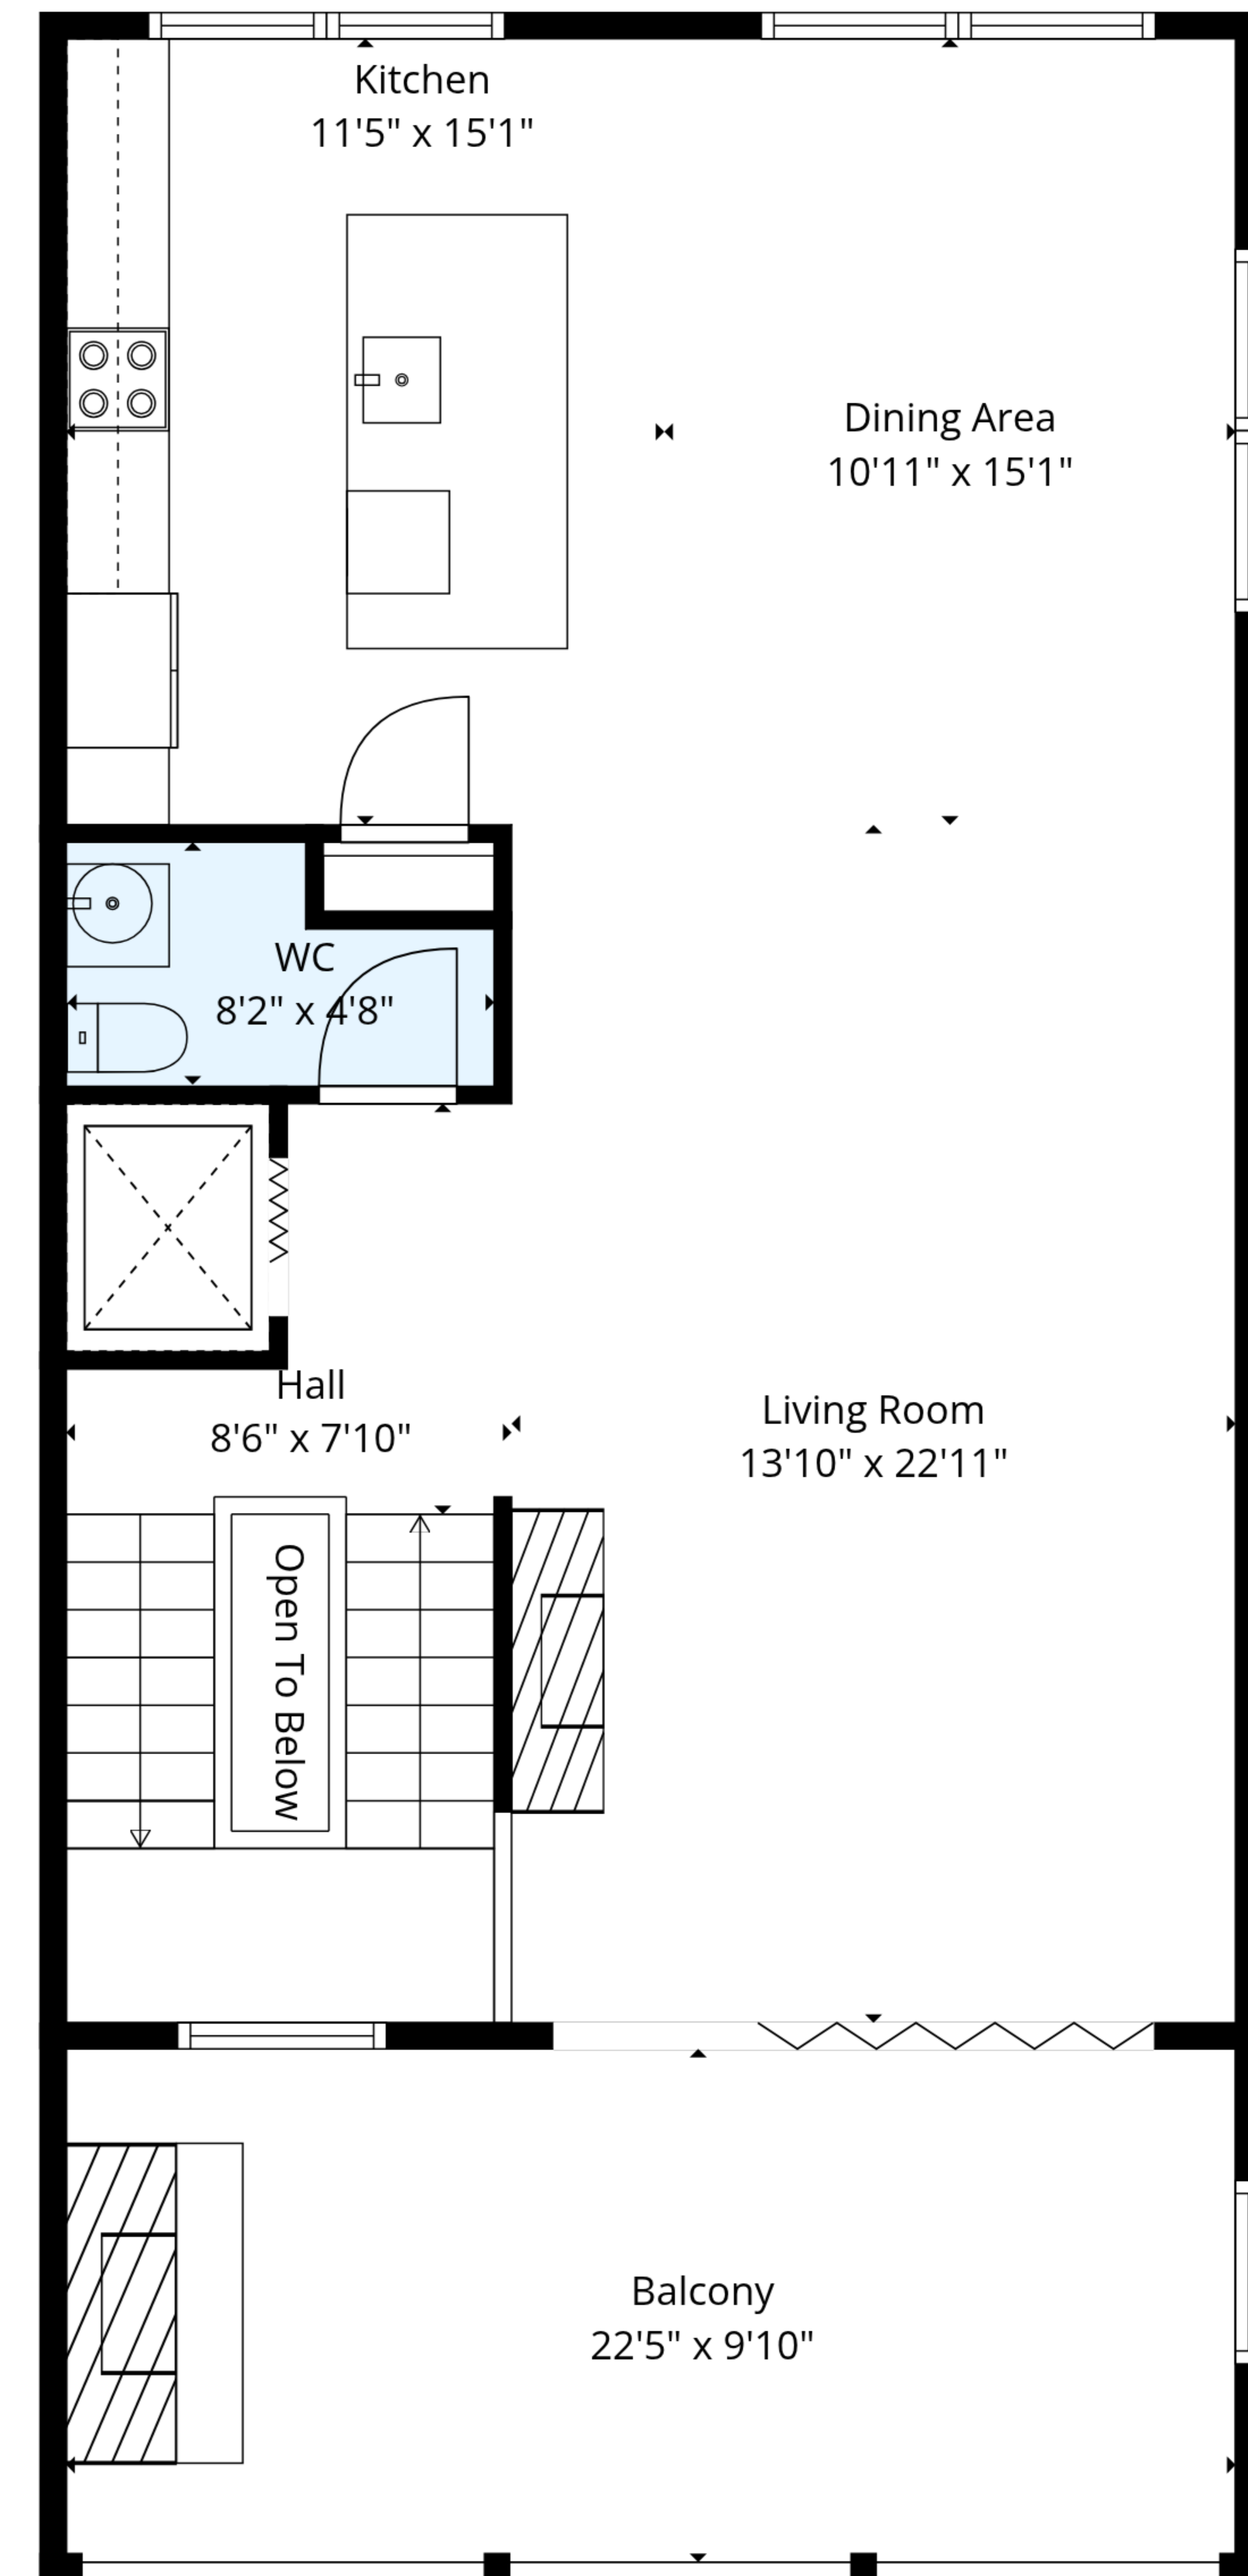 Kitchen
11'5" x 15'1"
Dining Area
10'11" x 15'1"
WC
8'2" x 4'8"
Hall
8'6" x 7'10"
Living Room
13'10" x 22'11"
Open To Below
Balcony
22'5" x 9'10"